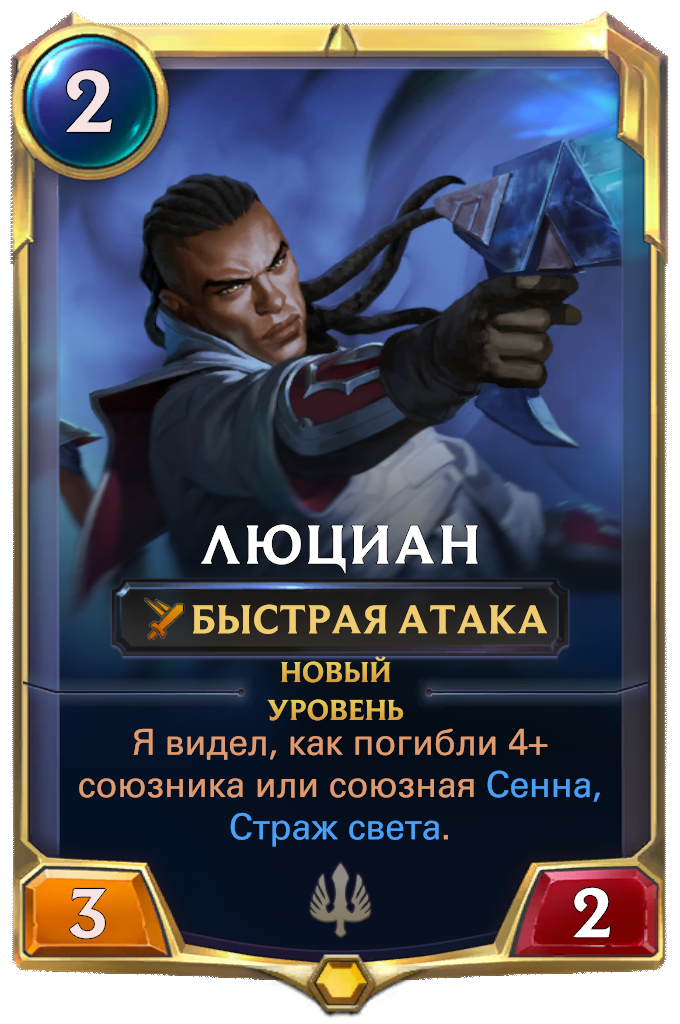 2
ЛЮЦИАН
БЫСТРАЯ АТАКА
НОВЫЙ
УРОВЕНЬ
Я видел, как погибли 4+
союзника или союзная Сенна,
Страж света.
3
2